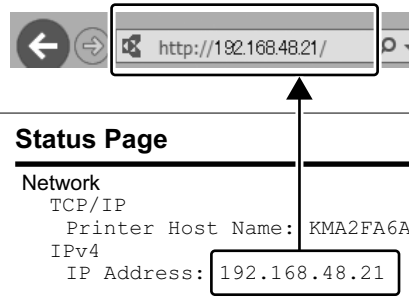 http://192.168.48.21/
Status Page
Network
TCP/IP
Printer Host Name: KMA2FA6A
IPv4
IP Address: 192.168.48.21